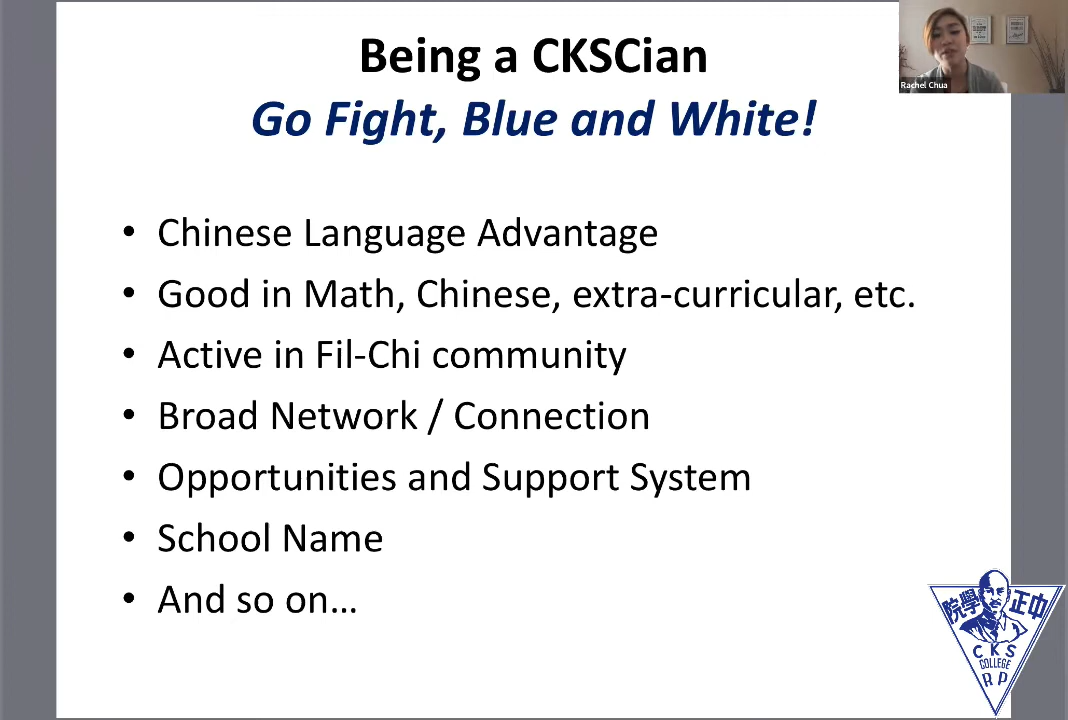 Being a CKSCian
Go Fight, Blue and White!
Rachel Chua
• Chinese Language Advantage
• Good in Math, Chinese, extra-curricular, etc.
• Active in Fil-Chi community
• Broad Network / Connection
• Opportunities and Support System
• School Name
• And so on…
院學 正中
CKS
COLLEGE
RP